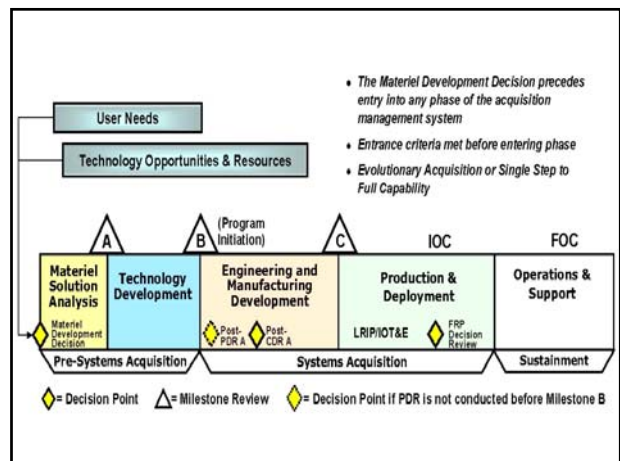 User Needs
Technology Opportunities & Resources
• The Materiel Development Decision precedes
entry into any phase of the acquisition
management system
• Entrance criteria met before entering phase
• Evolutionary Acquisition or Single Step to
Full Capability
A
B
(Program
Initiation)
C
IOC
FOC
Materiel
Solution
Analysis
Technology
Development
Engineering and
Manufacturing
Development
Production &
Deployment
Operations &
Support
Materiel
Development
Decision
Post-
PDR A
Post-
CDR A
LRIP/IOT&E
FRP
Decision
Review
Pre-Systems Acquisition
Systems Acquisition
Sustainment
= Decision Point
= Milestone Review
= Decision Point if PDR is not conducted before Milestone B